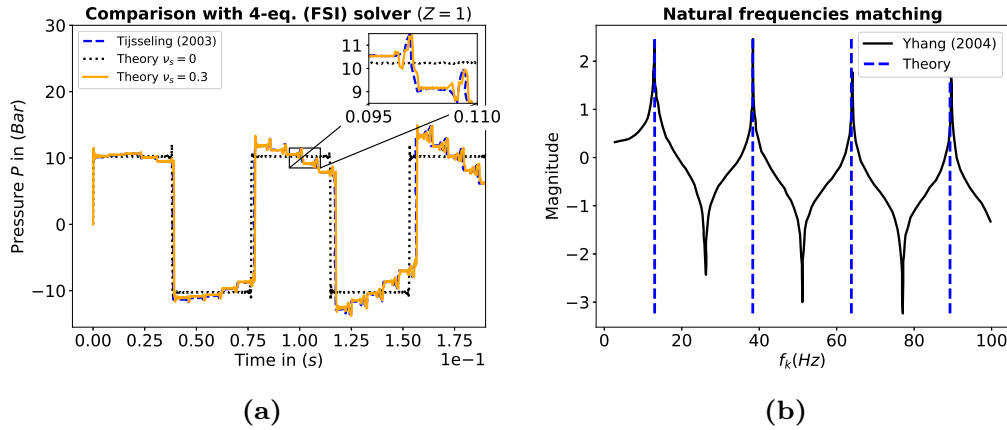 Comparison with 4-eq. (FSI) solver (Z = 1)
Tijsseling (2003)
Theory ν_s = 0
Theory ν_s = 0.3
11
10
9
0.095
0.110
Pressure P in (Bar)
10
0
−10
0.00
0.25
0.50
0.75
1.00
1.25
1.50
1.75
1e−1
Time in (s)
(a)
Natural frequencies matching
Yhang (2004)
Theory
Magnitude
2
1
0
−1
−2
−3
0
20
40
60
80
100
f_k(Hz)
(b)